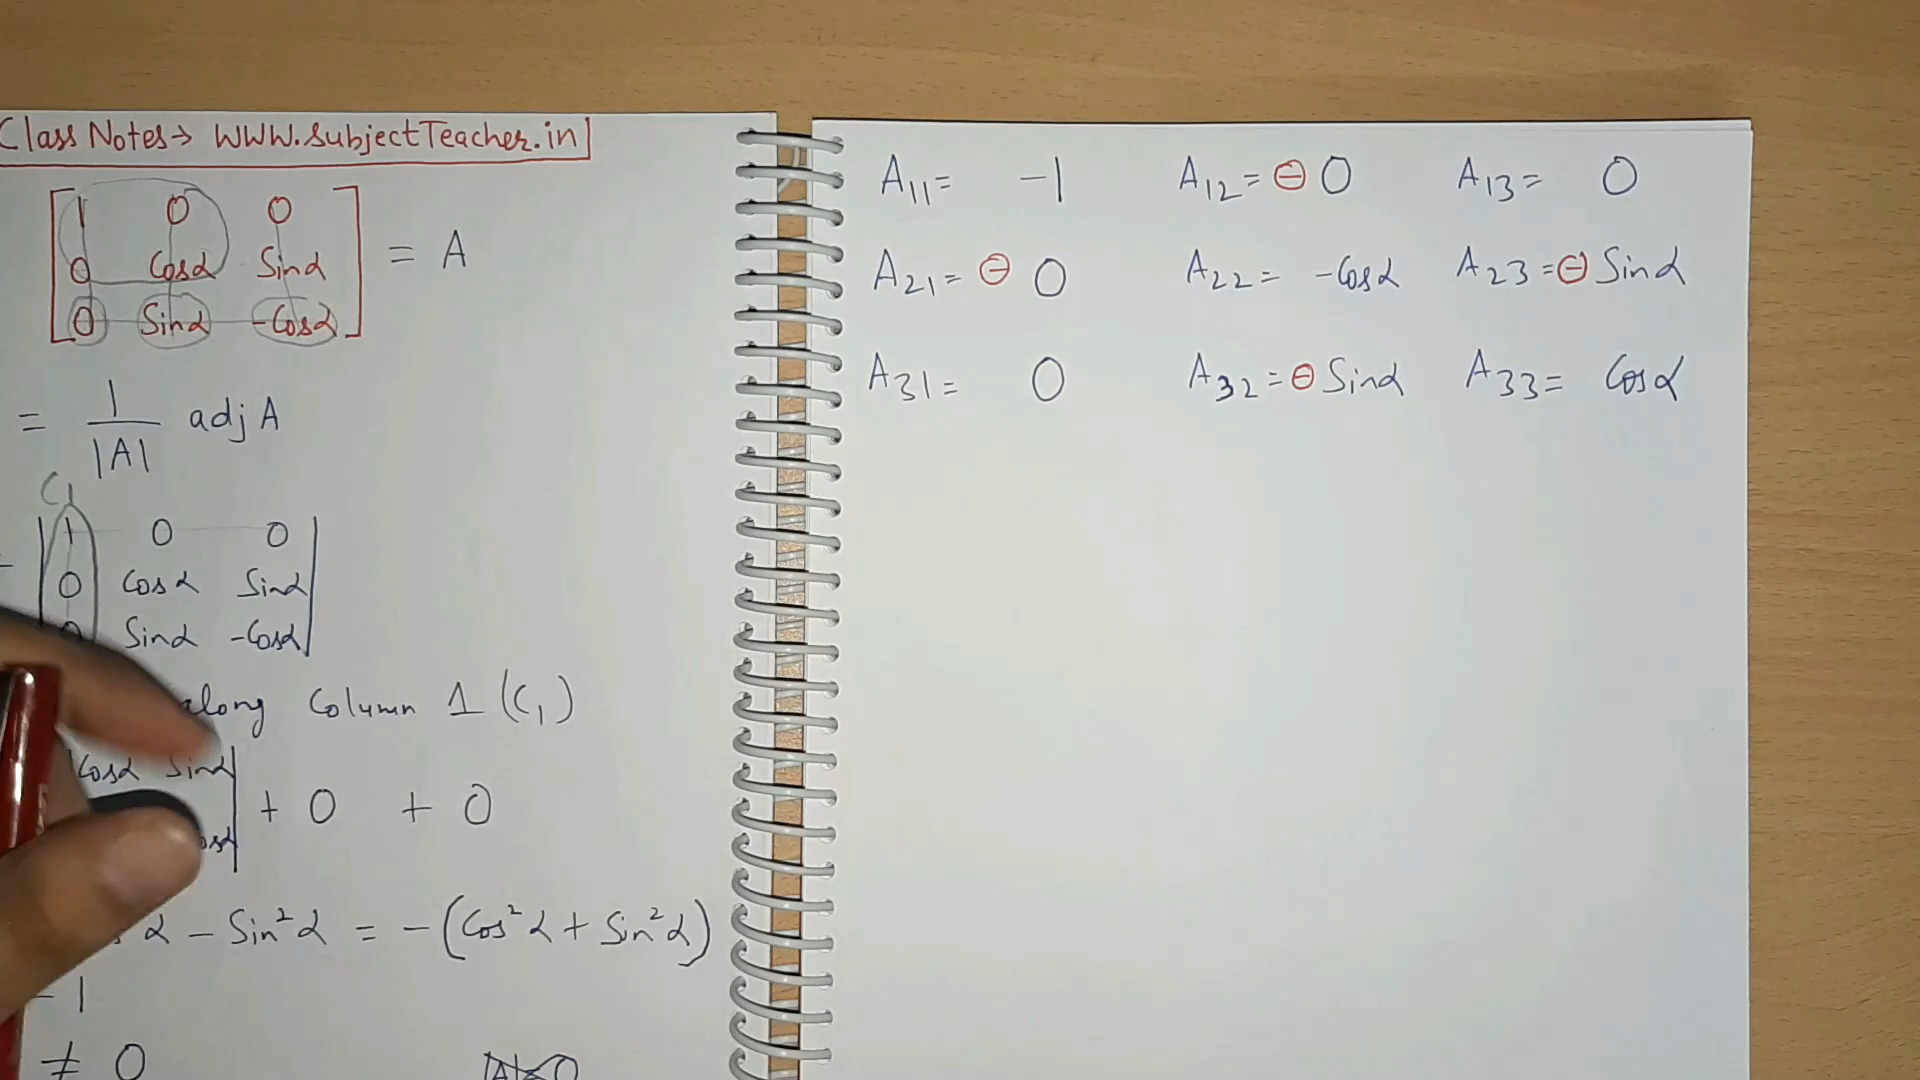 Class Notes → WWW.SubjectTeacher.in
[1 0 0
0 Cosα Sinα
0 Sinα -Cosα] = A
= 1/|A| adj A
C₁
|1 0 0
0 Cosα Sinα
0 Sinα -Cosα|
along Column 1 (C₁)
Cosα Sinα
+ 0 + 0
α - Sin²α = -(Cos²α + Sin²α)
- 1
≠ 0
A₁₁ = -1 A₁₂ = ⊖ 0 A₁₃ = 0
A₂₁ = ⊖ 0 A₂₂ = -Cosα A₂₃ = ⊖ Sinα
A₃₁ = 0 A₃₂ = ⊖ Sinα A₃₃ = Cosα